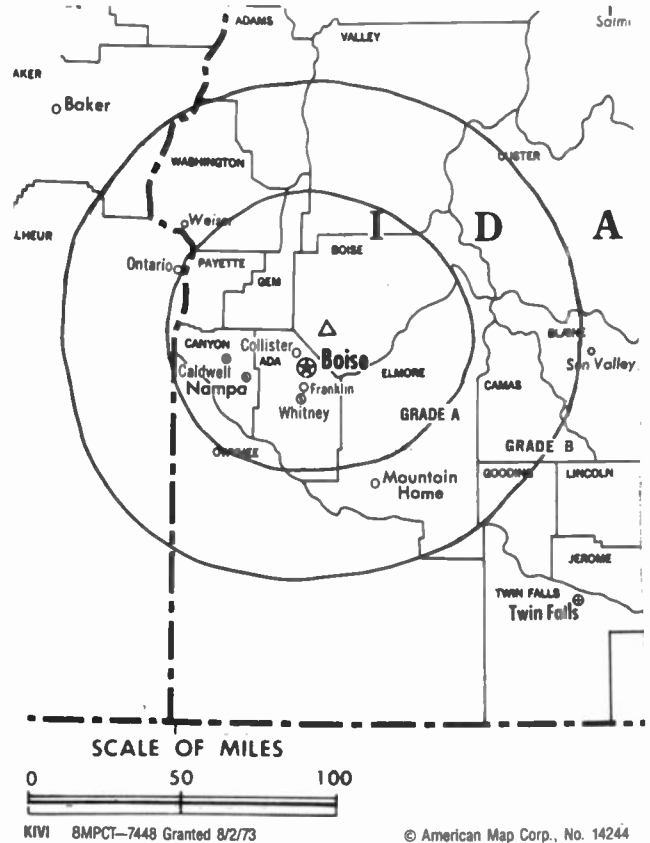 ADAMS
VALLEY
Salm
AKER
Baker
CUSTER
WASHINGTON
LHEUR
Weiser
I D A
BOISE
Ontario
PAYETTE
GEM
BLAINE
CANYON
Collister
Boise
Sun Valley
ADA
Caldwell
ELMORE
Nampa
Franklin
CAMAS
Whitney
GRADE A
OWYHEE
GRADE B
Mountain
Home
GOODING
LINCOLN
JEROME
TWIN FALLS
Twin Falls
SCALE OF MILES
0 50 100
KIVI BMPCT—7448 Granted 8/2/73
© American Map Corp., No. 14244